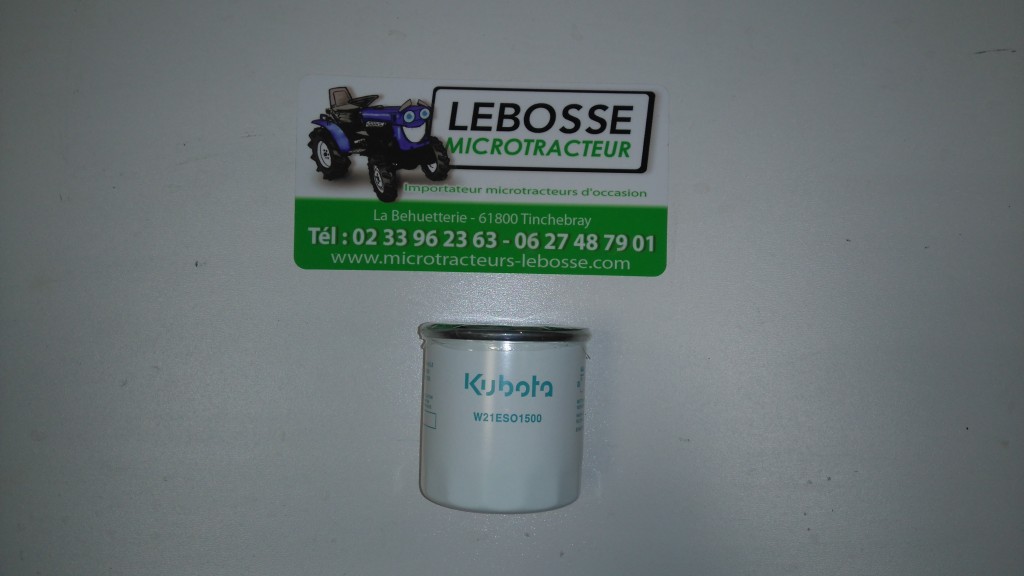 LEBOSSE
MICROTRACTEUR
Importateur microtracteurs d'occasion
La Behuetterie - 61800 Tinchebray
Tél : 02 33 96 23 63 - 06 27 48 79 01
www.microtracteurs-lebosse.com
Kubota
W21ESO1500